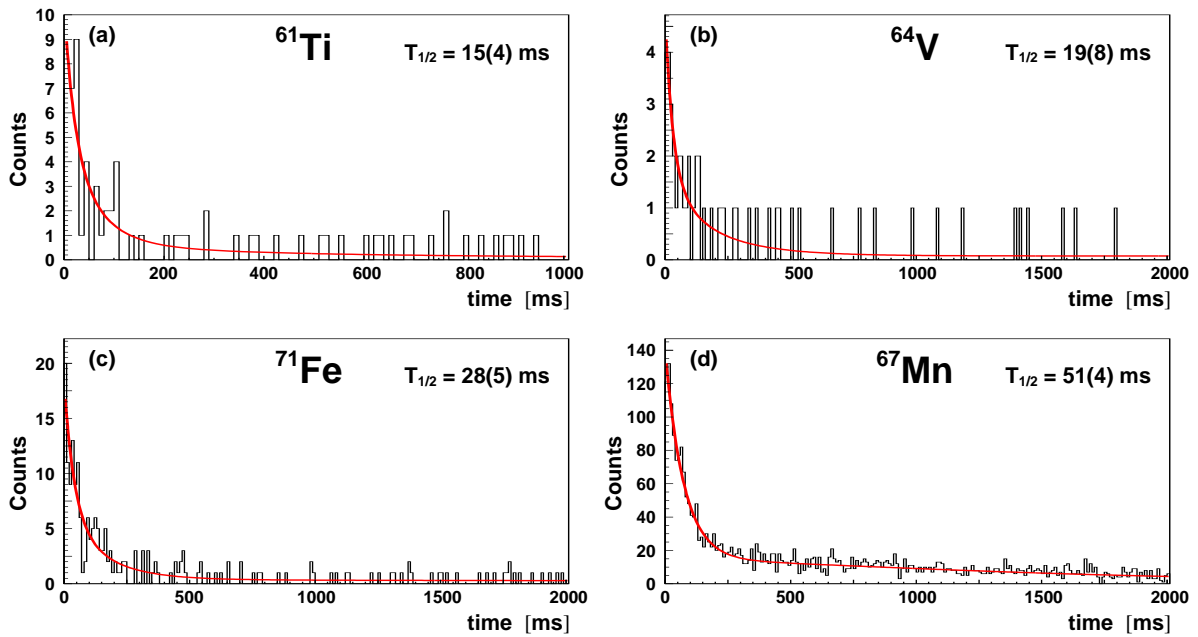 (a) ⁶¹Ti T₁/₂ = 15(4) ms
Counts
10
9
8
7
6
5
4
3
2
1
0
0 200 400 600 800 1000
time [ms]
(b) ⁶⁴V T₁/₂ = 19(8) ms
Counts
4
3
2
1
0
0 500 1000 1500 2000
time [ms]
(c) ⁷¹Fe T₁/₂ = 28(5) ms
Counts
20
15
10
5
0
0 500 1000 1500 2000
time [ms]
(d) ⁶⁷Mn T₁/₂ = 51(4) ms
Counts
140
120
100
80
60
40
20
0
0 500 1000 1500 2000
time [ms]